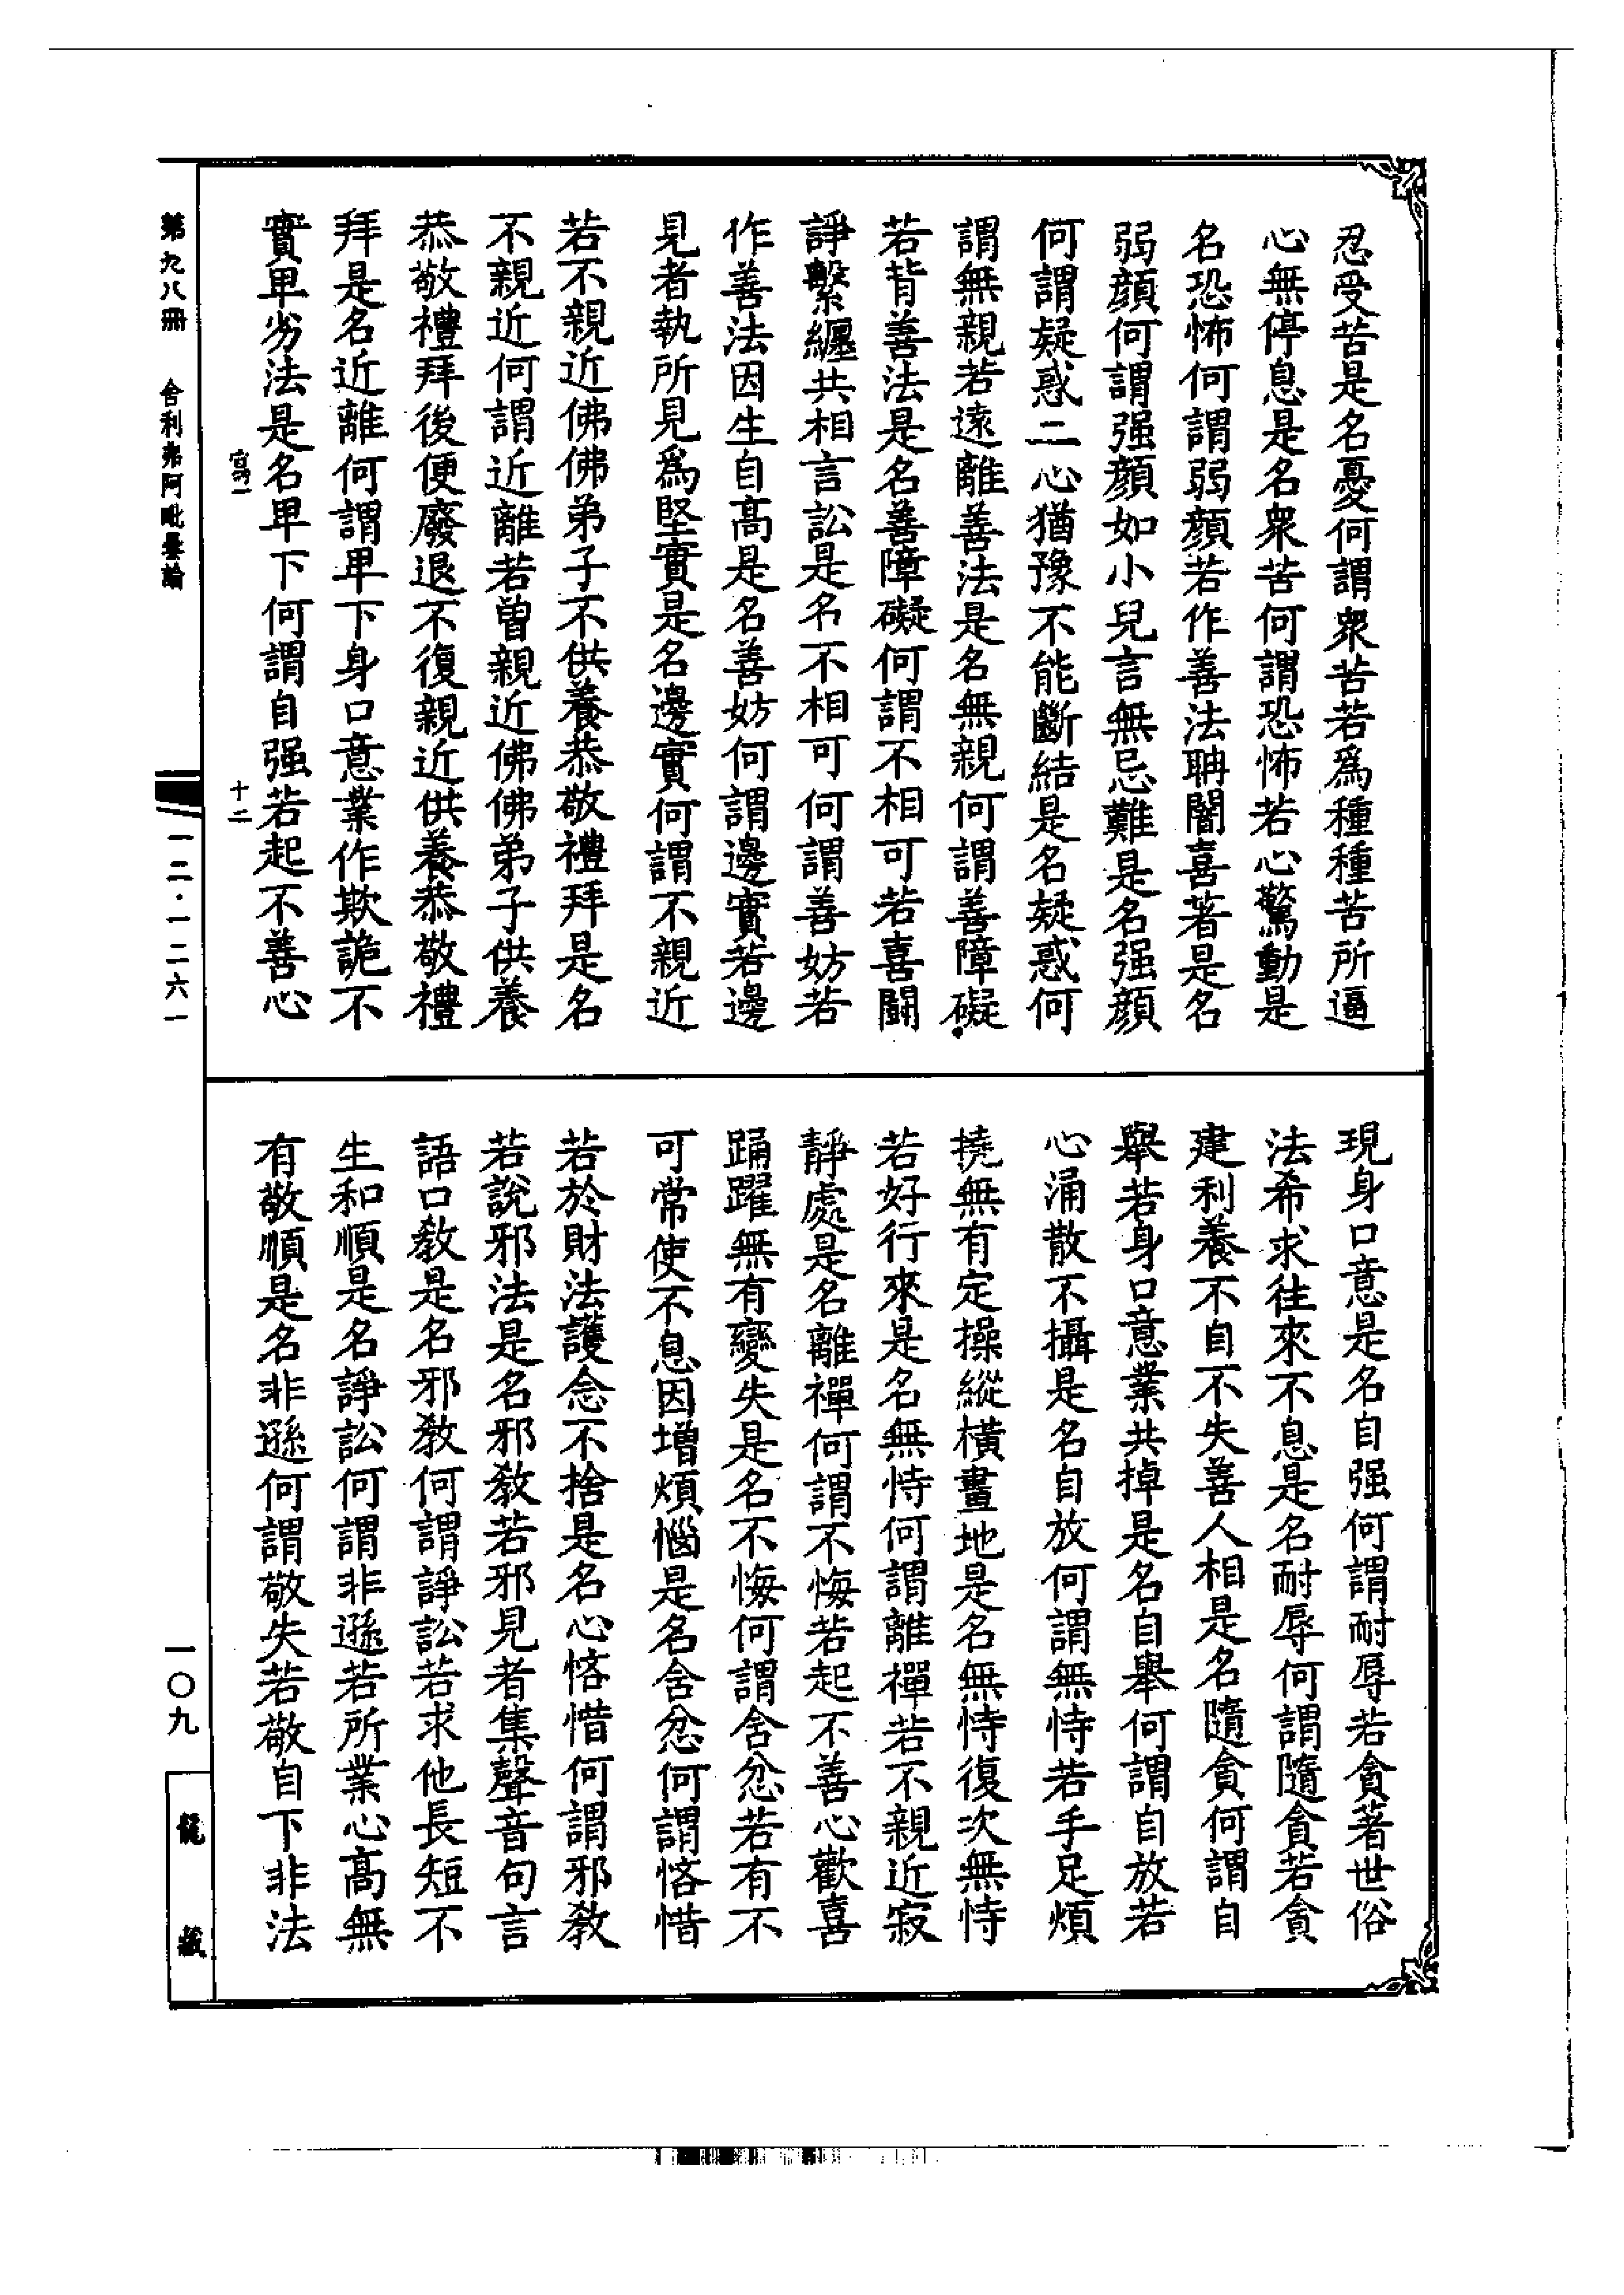 忍受苦是名憂何謂衆苦若爲種種苦所逼
心無停息是名衆苦何謂恐怖若心驚動是
名恐怖何謂弱顔若作善法聃闇喜著是名
弱顔何謂强顔如小兒言無忌難是名强顔
何謂疑惑二心猶豫不能斷結是名疑惑何
謂無親若遠離善法是名無親何謂善障礙
若背善法是名善障礙何謂不相可若喜鬪
諍繫纏共相言訟是名不相可何謂善妨若
作善法因生自高是名善妨何謂邊實若邊
見者執所見爲堅實是名邊實何謂不親近
若不親近佛佛弟子不供養恭敬禮拜是名
不親近何謂近離若曽親近佛佛弟子供養
恭敬禮拜後便廢退不復親近供養恭敬禮
拜是名近離何謂卑下身口意業作欺詭不
實卑劣法是名卑下何謂自强若起不善心
現身口意是名自强何謂耐辱若貪著世俗
法希求往來不息是名耐辱何謂隨貪若貪
建利養不自不失善人相是名隨貪何謂自
舉若身口意業共掉是名自舉何謂自放若
心涌散不攝是名自放何謂無恃若手足煩
撓無有定操縱橫畫地是名無恃復次無恃
若好行來是名無恃何謂離禪若不親近寂
靜處是名離禪何謂不悔若起不善心歡喜
踊躍無有變失是名不悔何謂舍忿若有不
可常使不息因增煩惱是名舍忿何謂悋惜
若於財法護念不捨是名心悋惜何謂邪教
若說邪法是名邪教若邪見者集聲音句言
語口教是名邪教何謂諍訟若求他長短不
生和順是名諍訟何謂非遜若所業心高無
有敬順是名非遜何謂敬失若敬自下非法
十二
第九八冊 舍利弗阿毗曇論
一二·一二六一
一〇九
龍藏